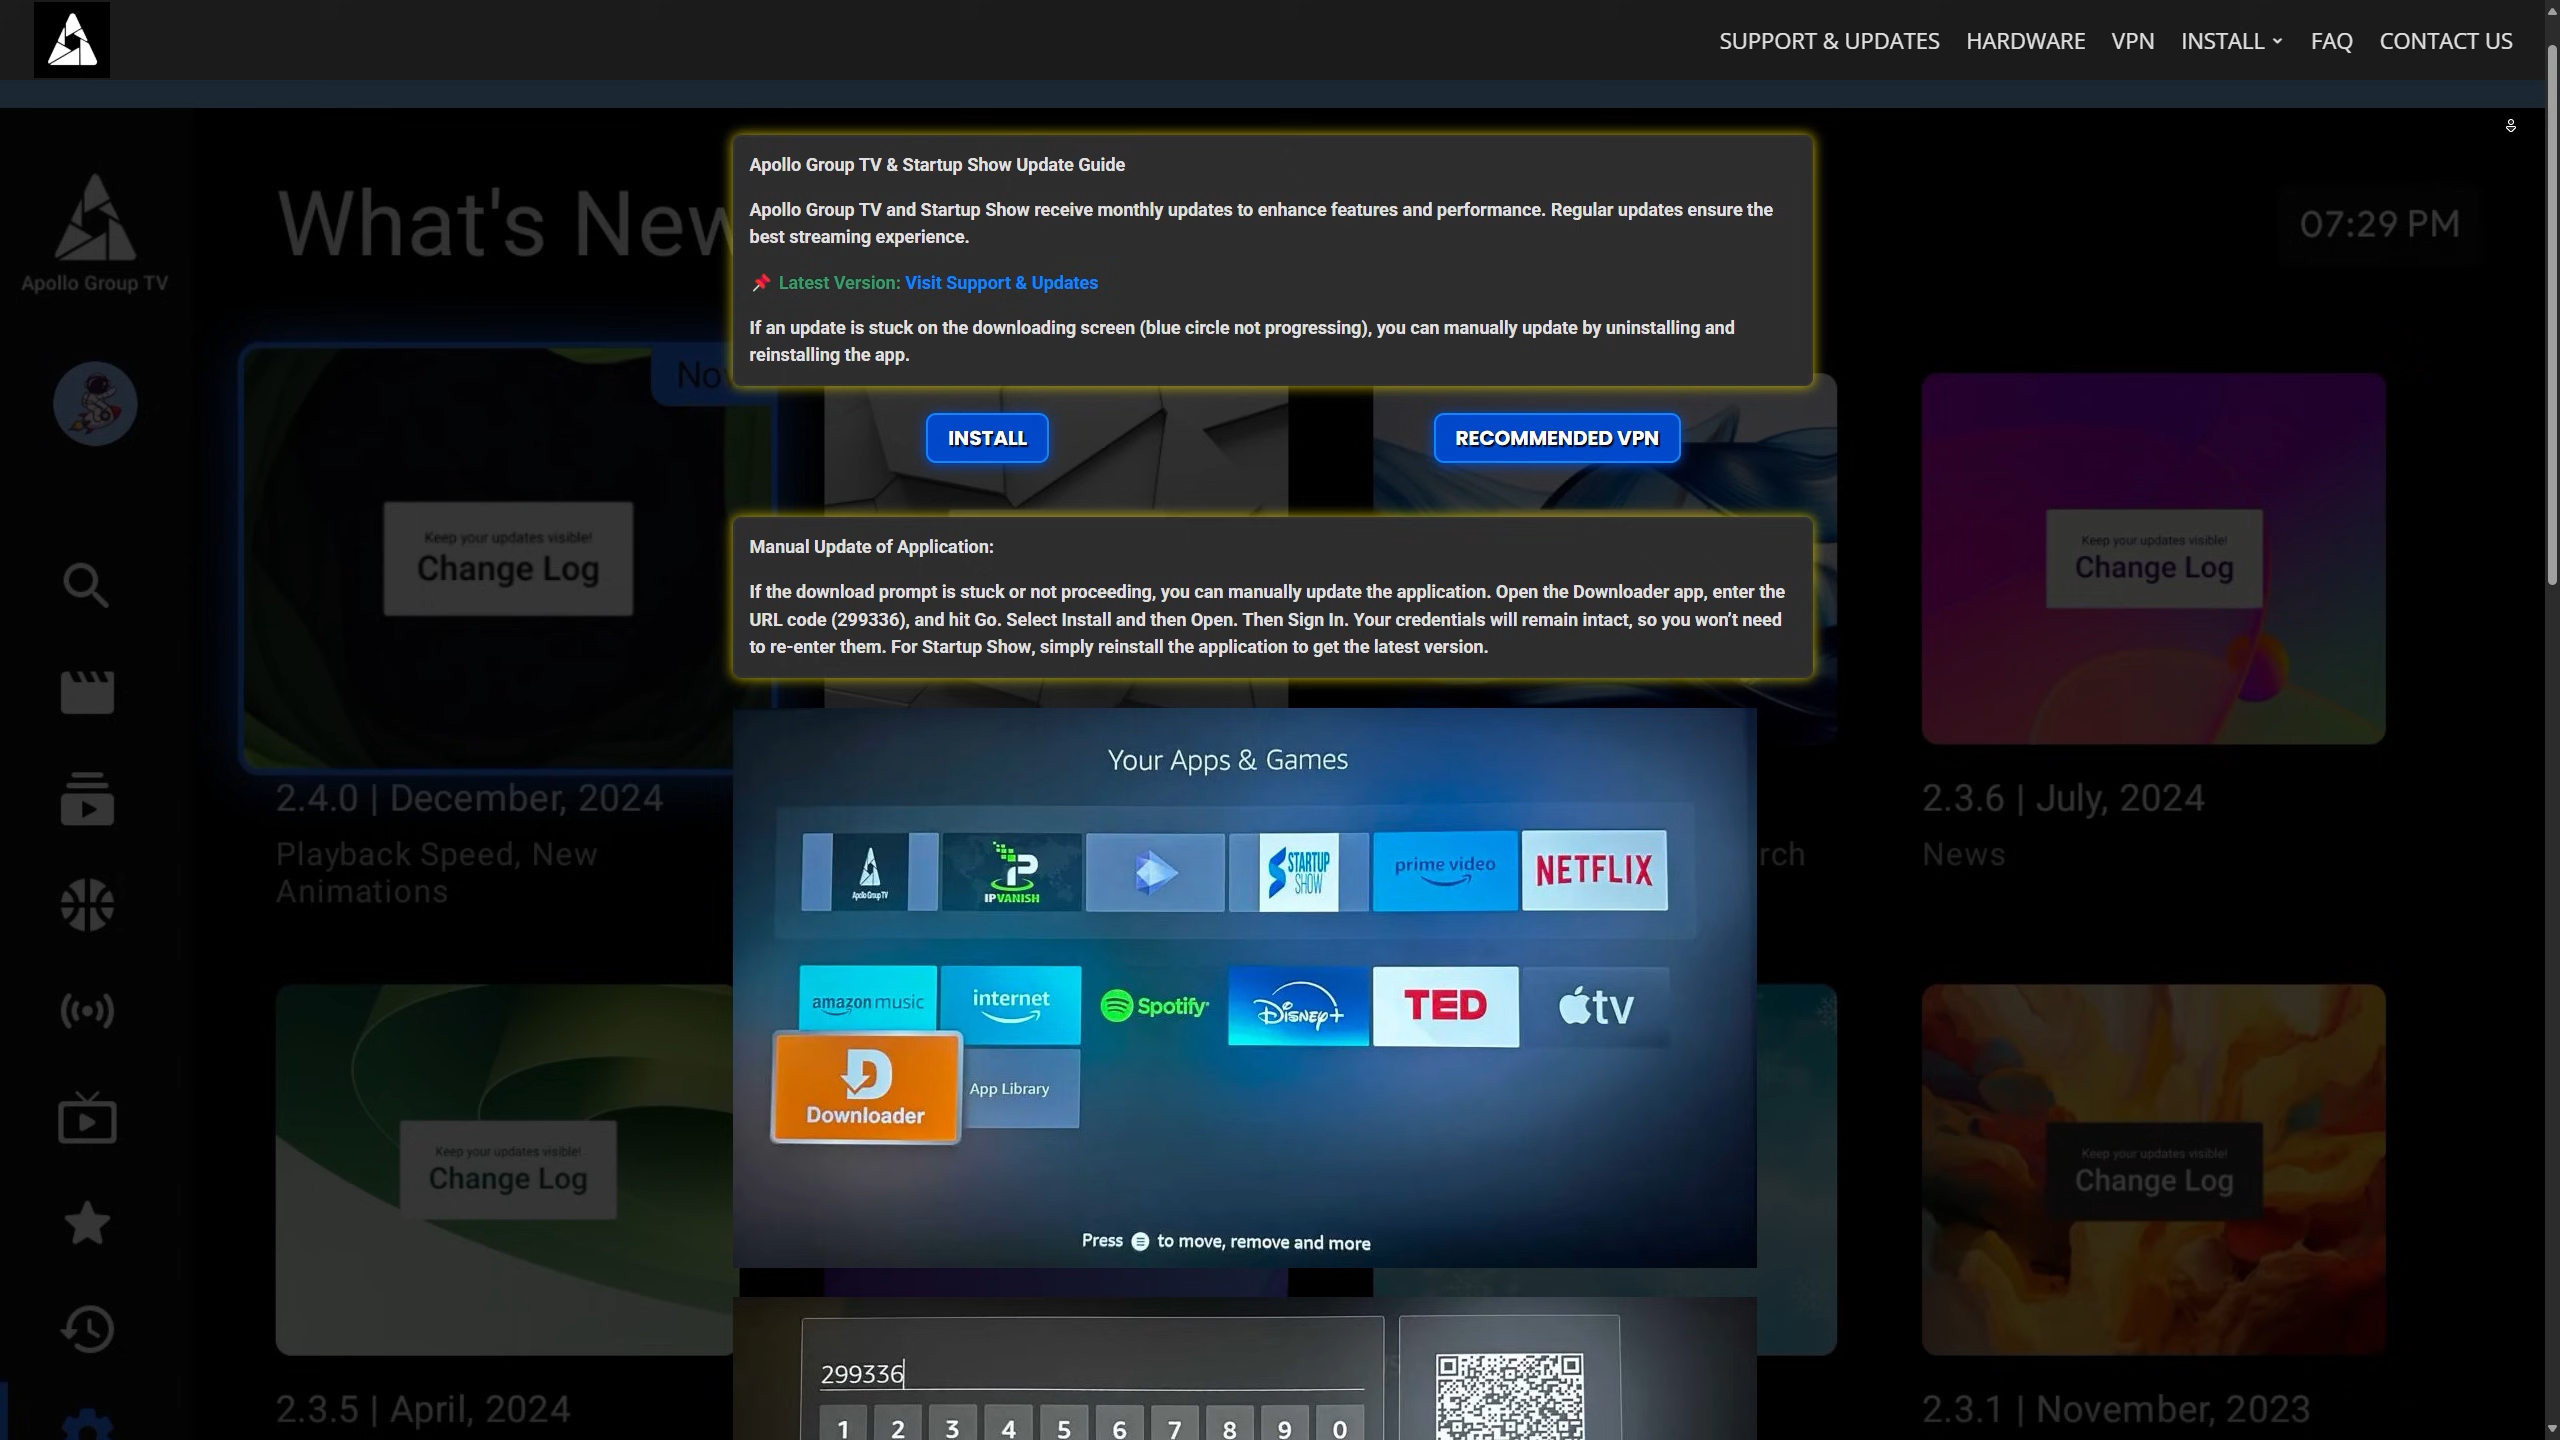 SUPPORT & UPDATES HARDWARE VPN INSTALL FAQ CONTACT US
Apollo Group TV
What's New
07:29 PM
Apollo Group TV & Startup Show Update Guide
Apollo Group TV and Startup Show receive monthly updates to enhance features and performance. Regular updates ensure the
best streaming experience.
📌 Latest Version: Visit Support & Updates
If an update is stuck on the downloading screen (blue circle not progressing), you can manually update by uninstalling and
reinstalling the app.
INSTALL
RECOMMENDED VPN
Manual Update of Application:
If the download prompt is stuck or not proceeding, you can manually update the application. Open the Downloader app, enter the
URL code (299336), and hit Go. Select Install and then Open. Then Sign In. Your credentials will remain intact, so you won’t need
to re-enter them. For Startup Show, simply reinstall the application to get the latest version.
Keep your updates visible!
Change Log
2.4.0 | December, 2024
Playback Speed, New
Animations
Keep your updates visible!
Change Log
2.3.6 | July, 2024
News
Your Apps & Games
Apollo Group TV
IPVANISH
STARTUP
SHOW
prime video
NETFLIX
amazon music
internet
Spotify
Disney+
TED
tv
Downloader
App Library
Press to move, remove and more
Keep your updates visible!
Change Log
2.3.5 | April, 2024
Keep your updates visible!
Change Log
2.3.1 | November, 2023
299336
1 2 3 4 5 6 7 8 9 0